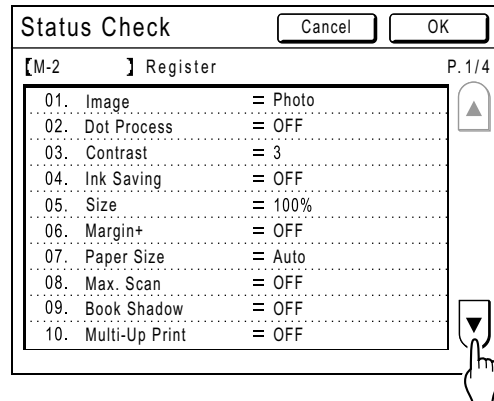 Status Check Cancel OK
【M-2 】 Register P.1/4
01. Image = Photo
02. Dot Process = OFF
03. Contrast = 3
04. Ink Saving = OFF
05. Size = 100%
06. Margin+ = OFF
07. Paper Size = Auto
08. Max. Scan = OFF
09. Book Shadow = OFF
10. Multi-Up Print = OFF